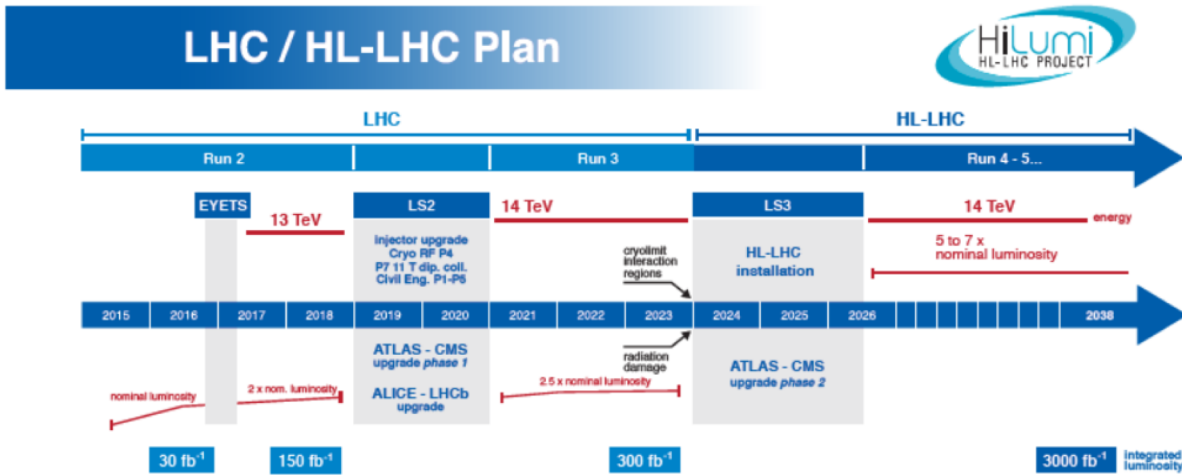 LHC / HL-LHC Plan
HiLumi
HL-LHC PROJECT
LHC
HL-LHC
Run 2
Run 3
Run 4 - 5...
EYETS
13 TeV
LS2
14 TeV
LS3
14 TeV
energy
injector upgrade
Cryo RF P4
P7 11 T dip. coll.
Civil Eng. P1-P5
cryolimit
interaction
regions
HL-LHC
installation
5 to 7 x
nominal luminosity
2015 2016 2017 2018 2019 2020 2021 2022 2023 2024 2025 2026 2038
nominal luminosity
2 x nom. luminosity
ATLAS - CMS
upgrade phase 1
ALICE - LHCb
upgrade
2.5 x nominal luminosity
radiation
damage
ATLAS - CMS
upgrade phase 2
30 fb⁻¹
150 fb⁻¹
300 fb⁻¹
3000 fb⁻¹
integrated
luminosity